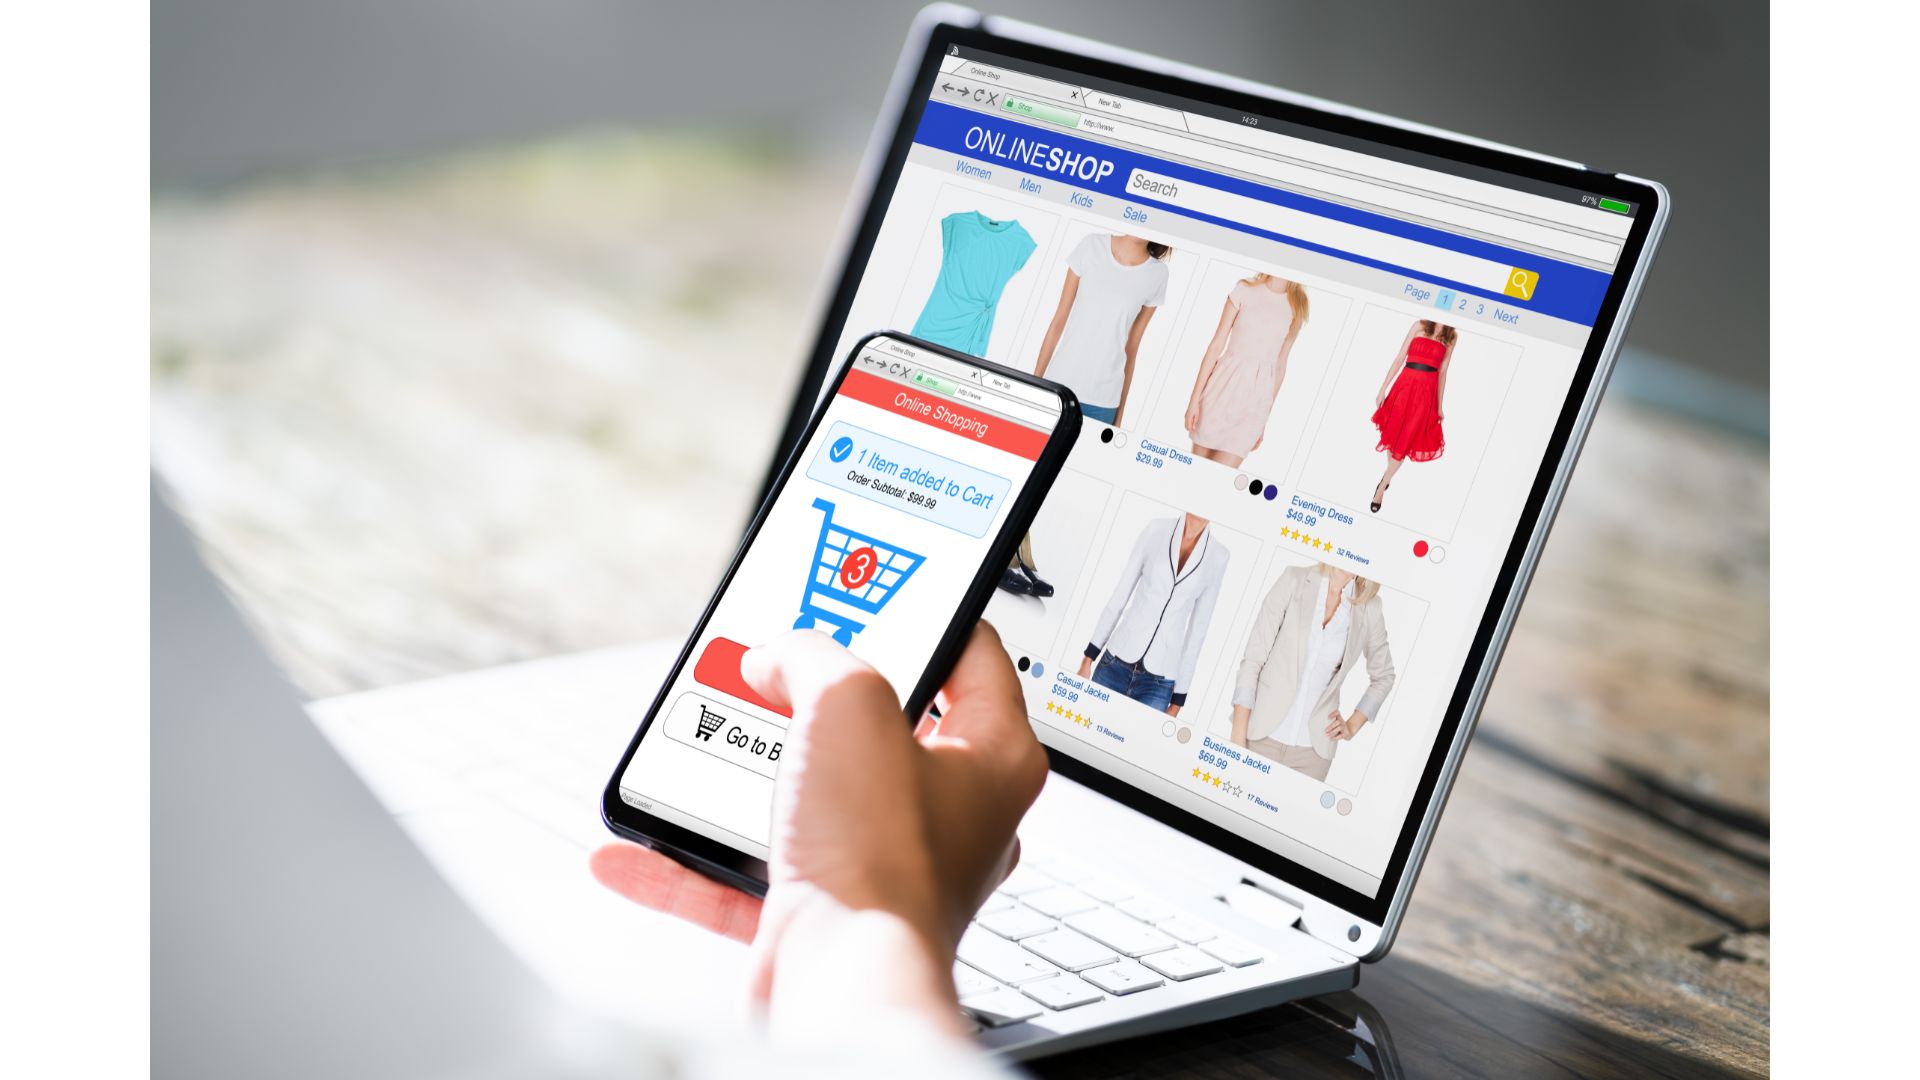 Online Shop
New Tab
14:23
97%
Shop
http://www.
ONLINESHOP
Search
Women
Men
Kids
Sale
Page 1 2 3 Next
Casual Dress
$29.99
Evening Dress
$49.99
32 Reviews
Casual Jacket
$59.99
13 Reviews
Business Jacket
$69.99
17 Reviews
Online Shop
New Tab
Shop
http://www.
Online Shopping
1 Item added to Cart
Order Subtotal: $99.99
3
Go to B
Page Loaded